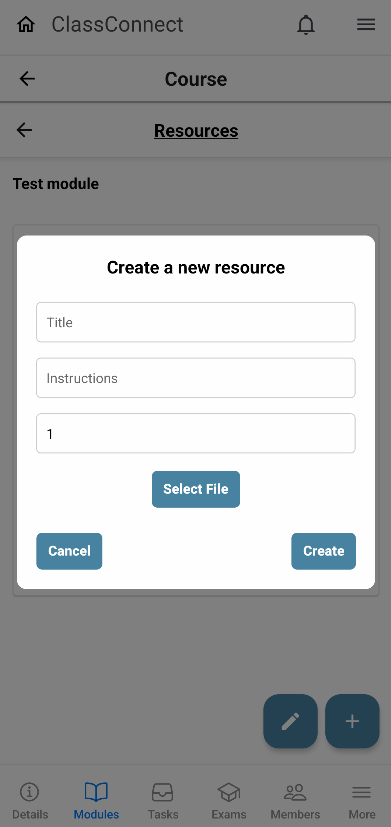 ClassConnect
Course
Resources
Test module
Create a new resource
Title
Instructions
1
Select File
Cancel
Create
Details
Modules
Tasks
Exams
Members
More